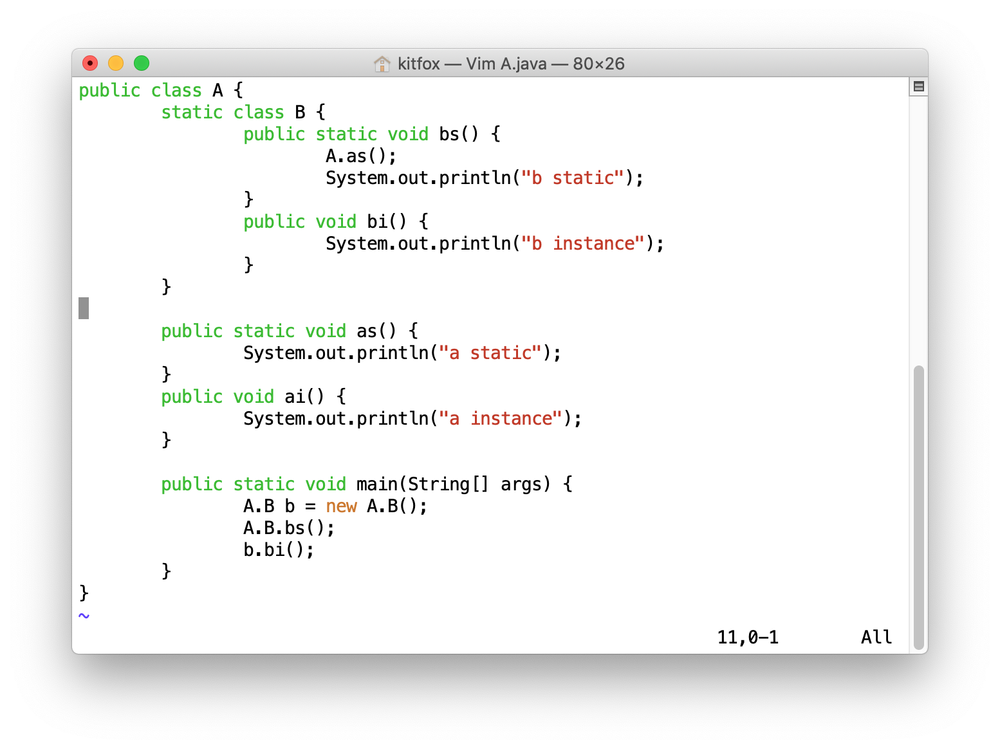 kitfox — Vim A.java — 80×26
public class A {
        static class B {
                public static void bs() {
                        A.as();
                        System.out.println("b static");
                }
                public void bi() {
                        System.out.println("b instance");
                }
        }

        public static void as() {
                System.out.println("a static");
        }
        public void ai() {
                System.out.println("a instance");
        }

        public static void main(String[] args) {
                A.B b = new A.B();
                A.B.bs();
                b.bi();
        }
}
~
11,0-1 All